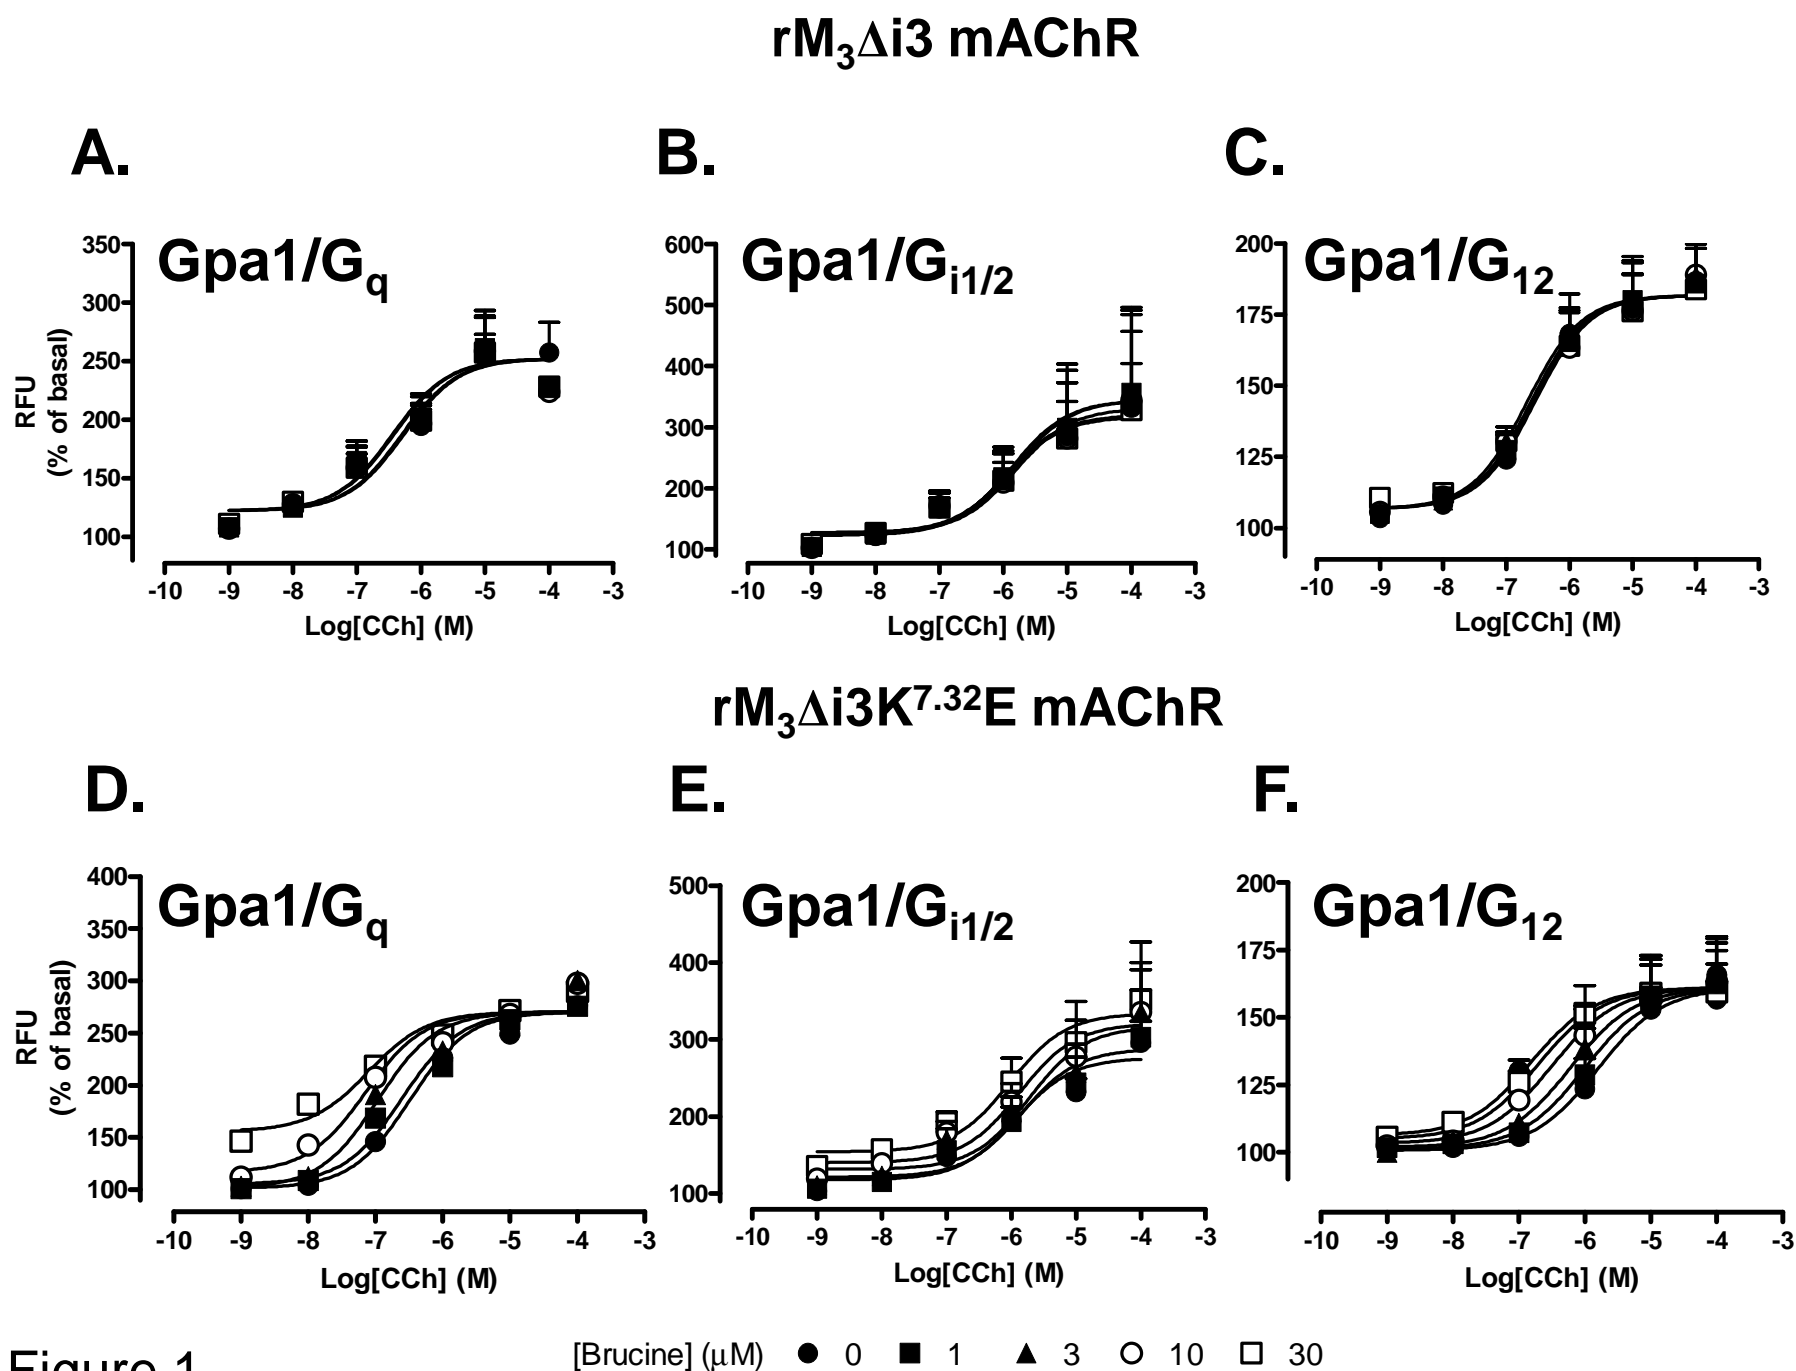 rM3Δi3 mAChR
A.
B.
C.
Gpa1/Gq
Gpa1/Gi1/2
Gpa1/G12
RFU
(% of basal)
350
300
250
200
150
100
-10 -9 -8 -7 -6 -5 -4 -3
Log[CCh] (M)
600
500
400
300
200
100
-10 -9 -8 -7 -6 -5 -4 -3
Log[CCh] (M)
200
175
150
125
100
-10 -9 -8 -7 -6 -5 -4 -3
Log[CCh] (M)
rM3Δi3K7.32E mAChR
D.
E.
F.
Gpa1/Gq
Gpa1/Gi1/2
Gpa1/G12
RFU
(% of basal)
400
350
300
250
200
150
100
-10 -9 -8 -7 -6 -5 -4 -3
Log[CCh] (M)
500
400
300
200
100
-10 -9 -8 -7 -6 -5 -4 -3
Log[CCh] (M)
200
175
150
125
100
-10 -9 -8 -7 -6 -5 -4 -3
Log[CCh] (M)
[Brucine] (μM) 0 1 3 10 30
Figure 1